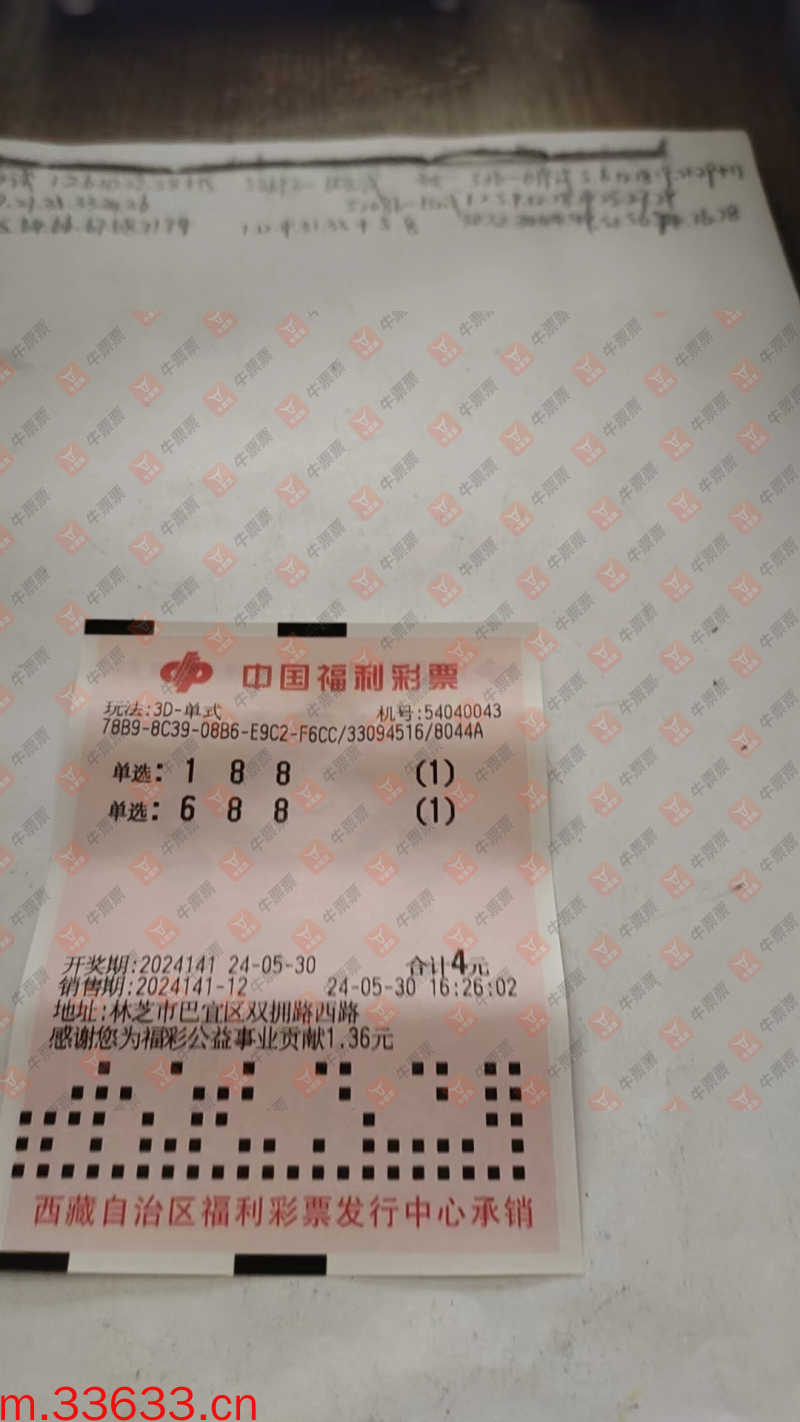 中国福利彩票
玩法:3D-单式 机号:54040043
78B9-8C39-08B6-E9C2-F6CC/33094516/8044A
单选: 1 8 8 (1)
单选: 6 8 8 (1)
开奖期:2024141 24-05-30 合计4元
销售期:2024141-12 24-05-30 16:26:02
地址:林芝市巴宜区双拥路西路
感谢您为福彩公益事业贡献1.36元
西藏自治区福利彩票发行中心承销
牛票票
m.33633.cn